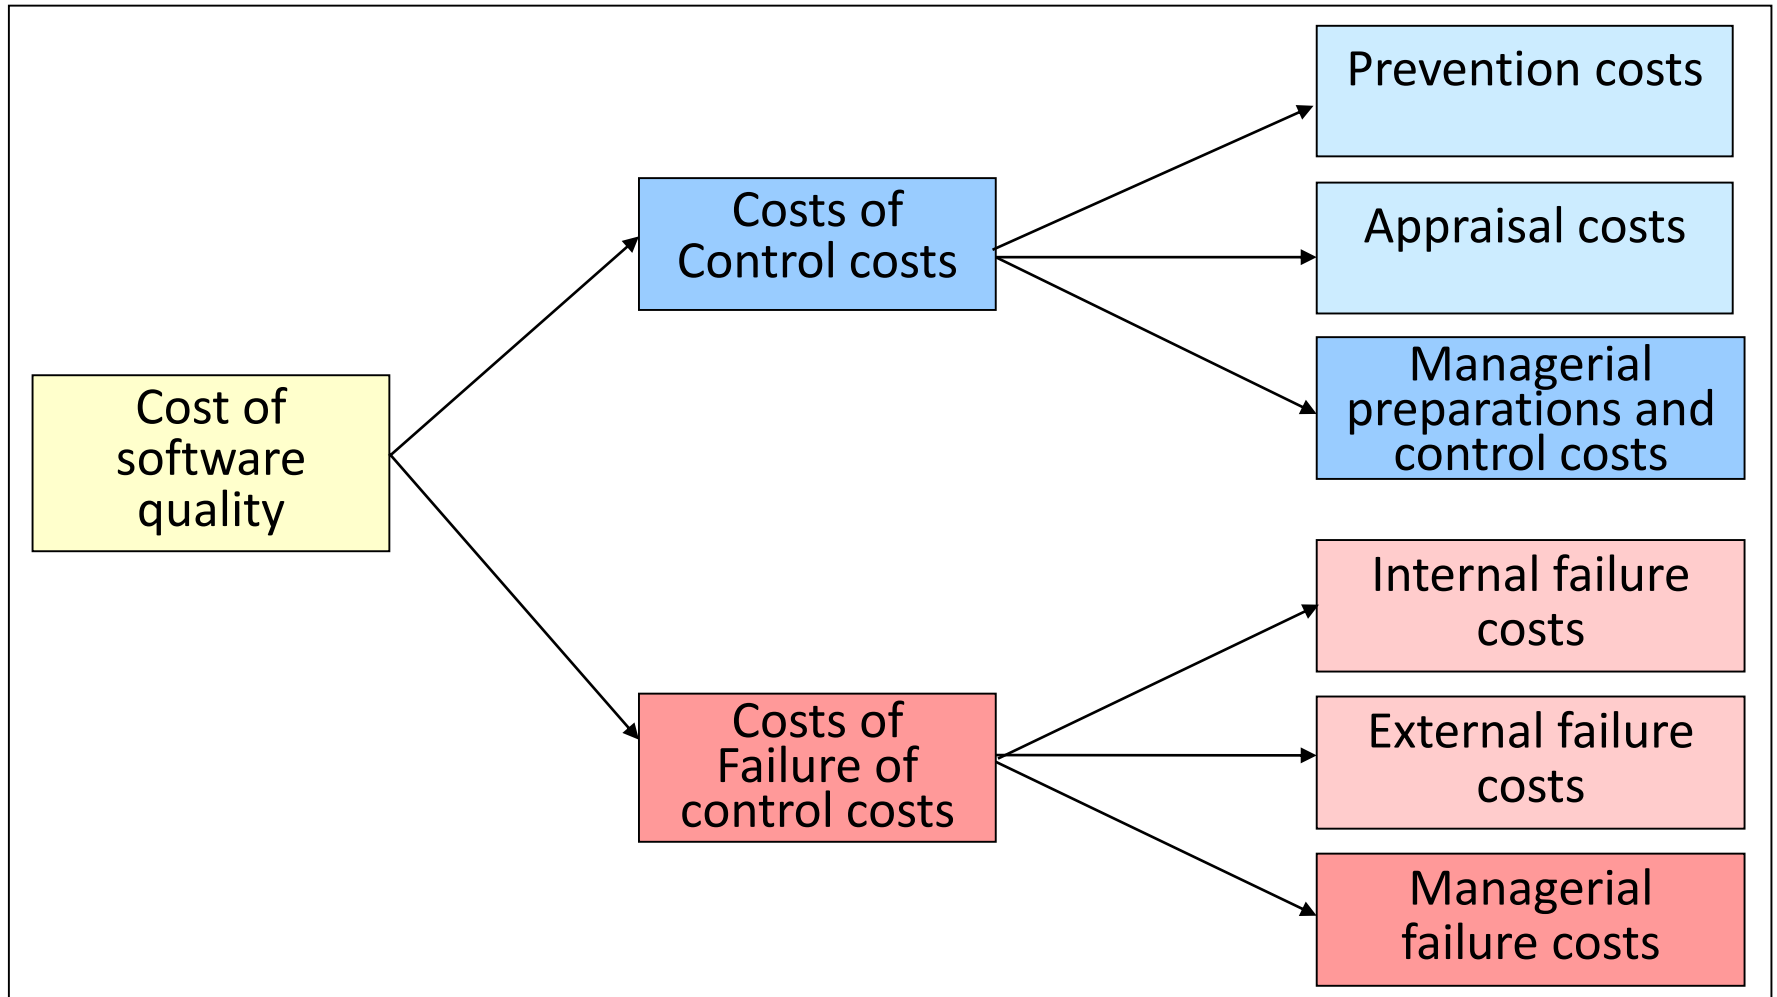 Prevention costs
Appraisal costs
Costs of
Control costs
Managerial
preparations and
control costs
Cost of
software
quality
Internal failure
costs
External failure
costs
Costs of
Failure of
control costs
Managerial
failure costs